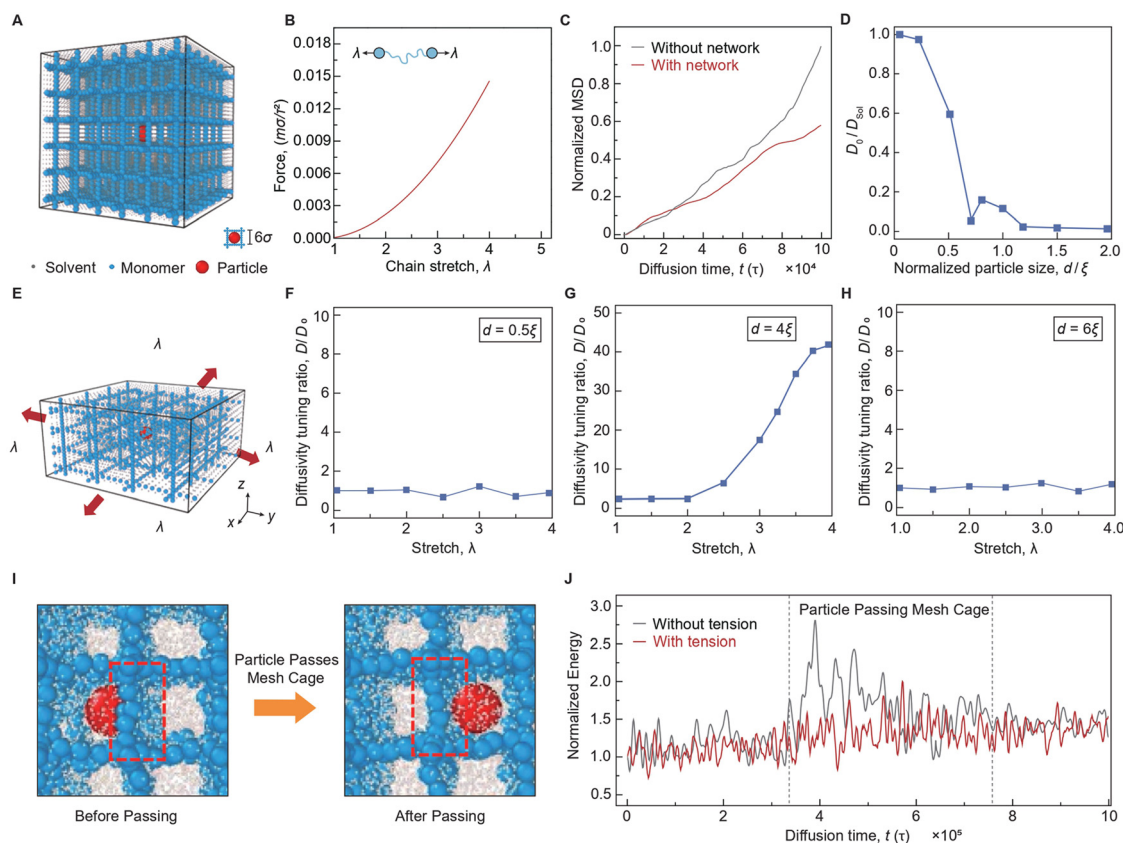 A
6σ
Solvent
Monomer
Particle
B
λ
λ
Force, (mσ/τ²)
0.018
0.015
0.012
0.009
0.006
0.003
0.000
1 2 3 4 5
Chain stretch, λ
C
Without network
With network
Normalized MSD
1.0
0.8
0.6
0.4
0.2
0
0 2 4 6 8 10
Diffusion time, t (τ) ×10⁴
D
D₀ / D_Sol
1.0
0.8
0.6
0.4
0.2
0.0
0 0.5 1.0 1.5 2.0
Normalized particle size, d / ξ
E
λ
λ
λ
λ
z
x
y
F
d = 0.5ξ
Diffusivity tuning ratio, D/D₀
10
8
6
4
2
0
1 2 3 4
Stretch, λ
G
d = 4ξ
Diffusivity tuning ratio, D/D₀
50
40
30
20
10
0
1 2 3 4
Stretch, λ
H
d = 6ξ
Diffusivity tuning ratio, D/D₀
10
8
6
4
2
0
1.0 2.0 3.0 4.0
Stretch, λ
I
Particle Passes
Mesh Cage
Before Passing
After Passing
J
Particle Passing Mesh Cage
Without tension
With tension
Normalized Energy
3.0
2.5
2.0
1.5
1.0
0.5
0 2 4 6 8 10
Diffusion time, t (τ) ×10⁵